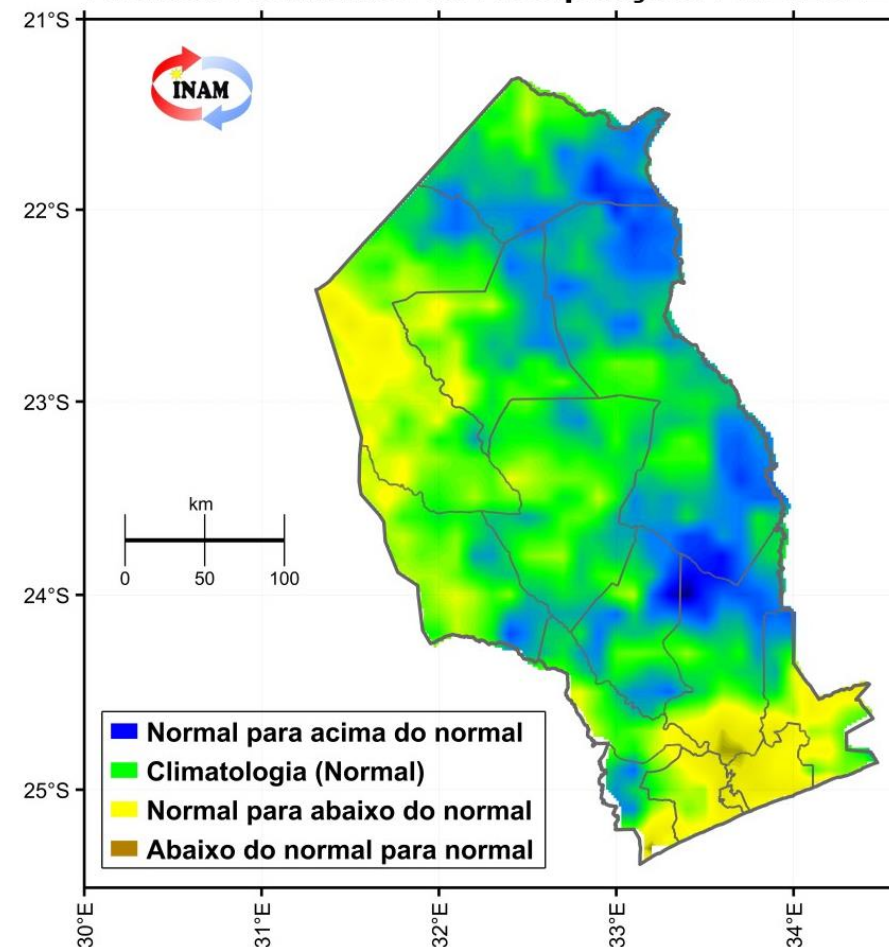 21°S
INAM
22°S
23°S
km
0 50 100
24°S
Normal para acima do normal
Climatologia (Normal)
Normal para abaixo do normal
Abaixo do normal para normal
25°S
30°E 31°E 32°E 33°E 34°E